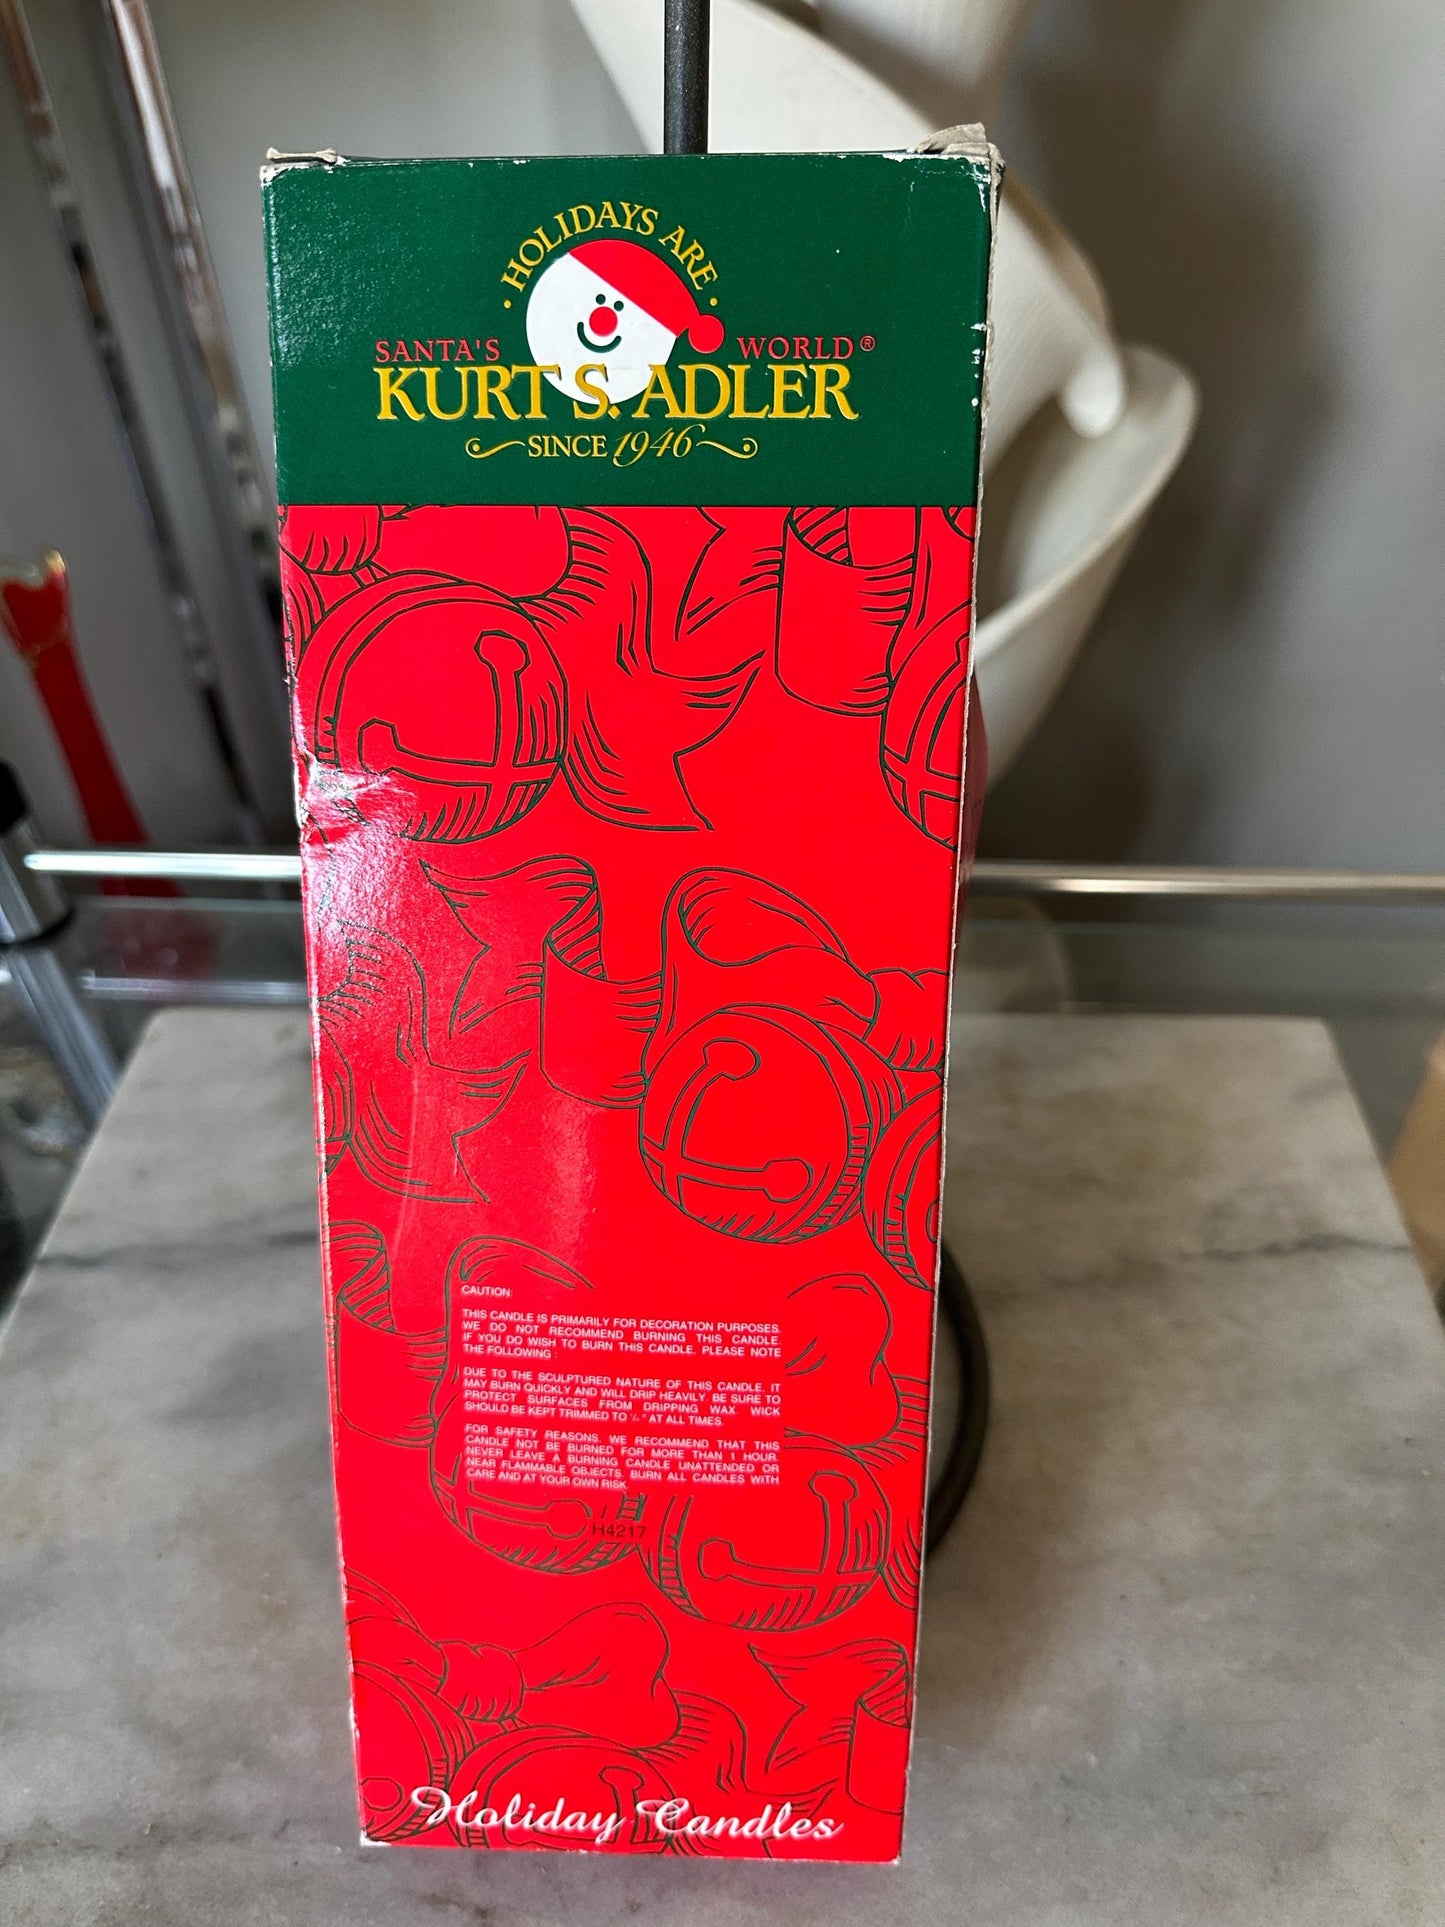 · HOLIDAYS ARE ·
SANTA'S WORLD®
KURT S. ADLER
SINCE 1946
CAUTION:
THIS CANDLE IS PRIMARILY FOR DECORATION PURPOSES.
WE DO NOT RECOMMEND BURNING THIS CANDLE.
IF YOU DO WISH TO BURN THIS CANDLE, PLEASE NOTE
THE FOLLOWING :
DUE TO THE SCULPTURED NATURE OF THIS CANDLE, IT
MAY BURN QUICKLY AND WILL DRIP HEAVILY. BE SURE TO
PROTECT SURFACES FROM DRIPPING WAX. WICK
SHOULD BE KEPT TRIMMED TO ¼" AT ALL TIMES.
FOR SAFETY REASONS, WE RECOMMEND THAT THIS
CANDLE NOT BE BURNED FOR MORE THAN 1 HOUR.
NEVER LEAVE A BURNING CANDLE UNATTENDED OR
NEAR FLAMMABLE OBJECTS. BURN ALL CANDLES WITH
CARE AND AT YOUR OWN RISK.
H4217
Holiday Candles